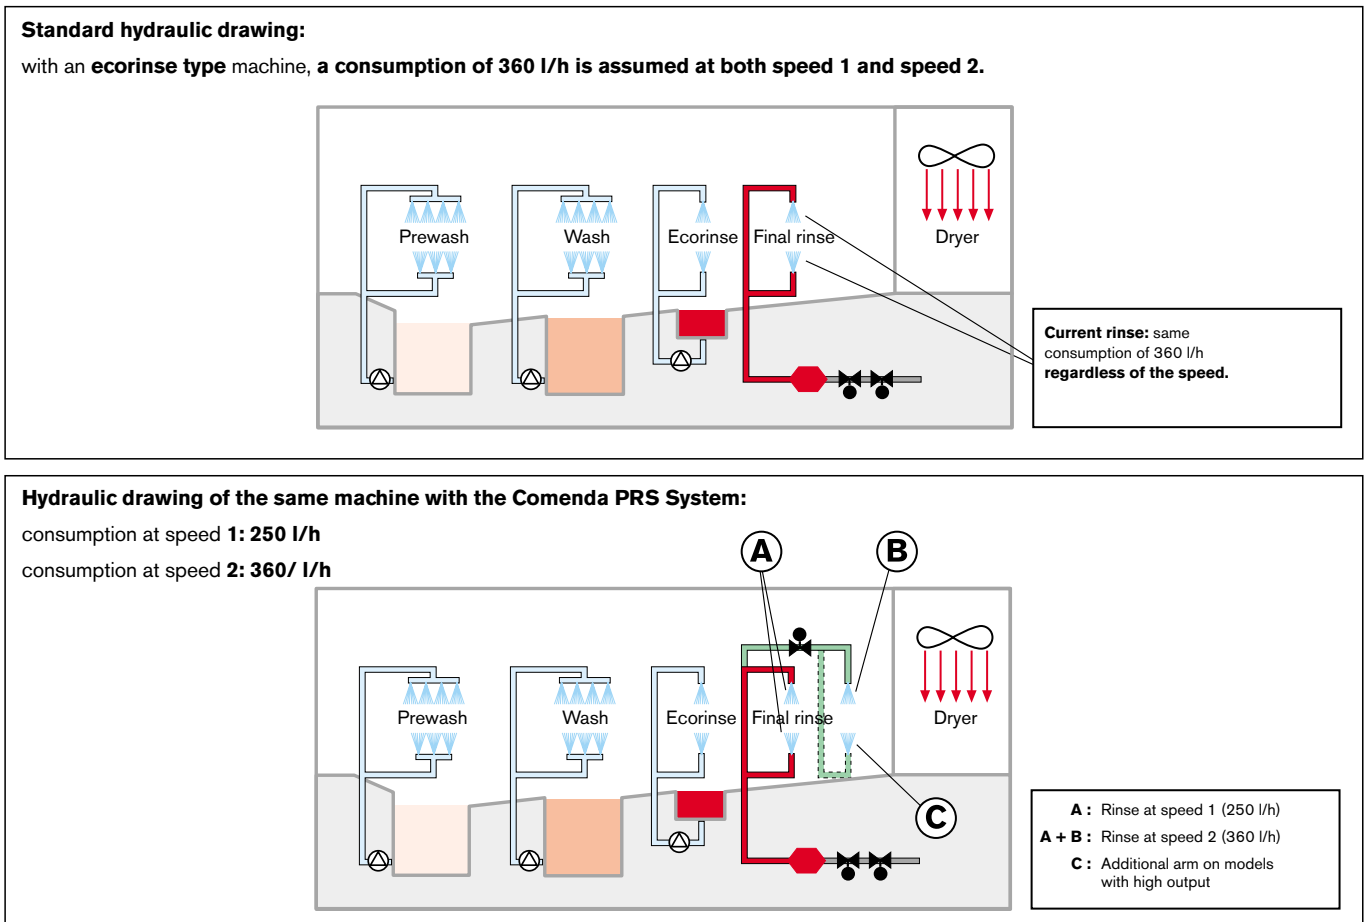 Standard hydraulic drawing:
with an ecorinse type machine, a consumption of 360 l/h is assumed at both speed 1 and speed 2.
Prewash
Wash
Ecorinse
Final rinse
Dryer
Current rinse: same
consumption of 360 l/h
regardless of the speed.
Hydraulic drawing of the same machine with the Comenda PRS System:
consumption at speed 1: 250 l/h
consumption at speed 2: 360/ l/h
A
B
Prewash
Wash
Ecorinse
Final rinse
Dryer
C
A : Rinse at speed 1 (250 l/h)
A + B : Rinse at speed 2 (360 l/h)
C : Additional arm on models
with high output